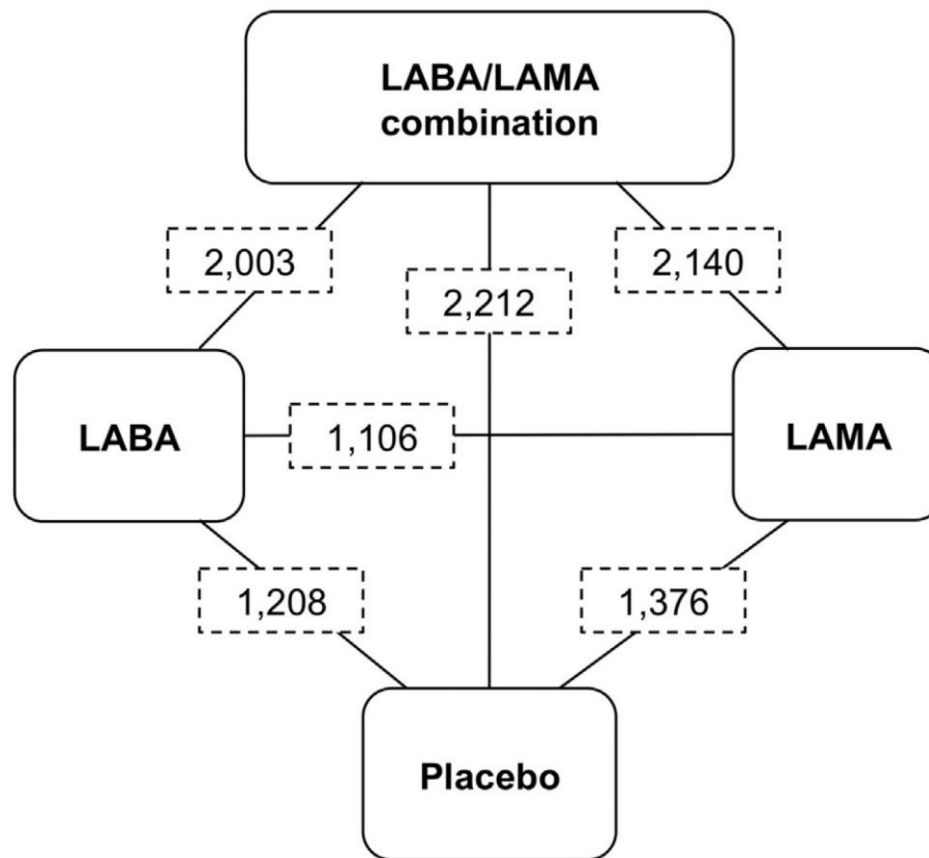 LABA/LAMA
combination
2,003
2,140
2,212
LABA
1,106
LAMA
1,208
1,376
Placebo